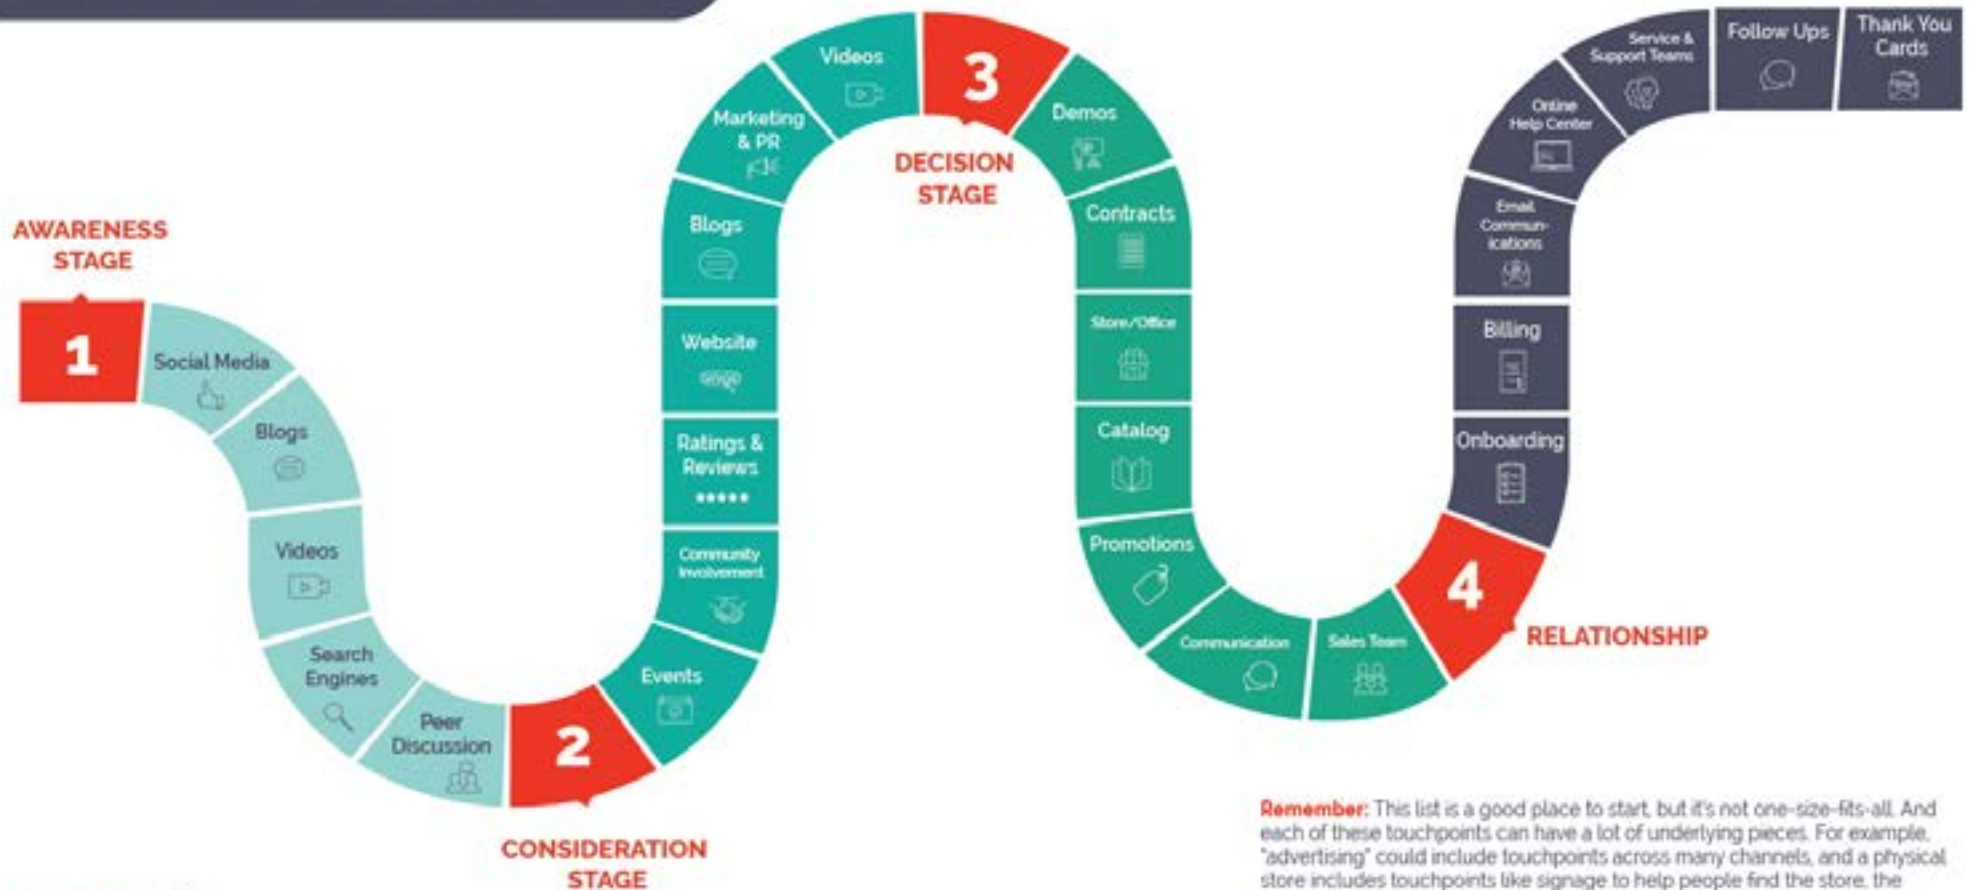 AWARENESS
STAGE
1
Social Media
Blogs
Videos
Search
Engines
Peer
Discussion
2
CONSIDERATION
STAGE
Events
Community
Involvement
Ratings &
Reviews
Website
Blogs
Marketing
& PR
Videos
3
DECISION
STAGE
Demos
Contracts
Store/Office
Catalog
Promotions
Communication
Sales Team
4
RELATIONSHIP
Onboarding
Billing
Email
Commun-
ications
Online
Help Center
Service &
Support Teams
Follow Ups
Thank You
Cards
Remember: This list is a good place to start, but it's not one-size-fits-all. And
each of these touchpoints can have a lot of underlying pieces. For example,
"advertising" could include touchpoints across many channels, and a physical
store includes touchpoints like signage to help people find the store, the